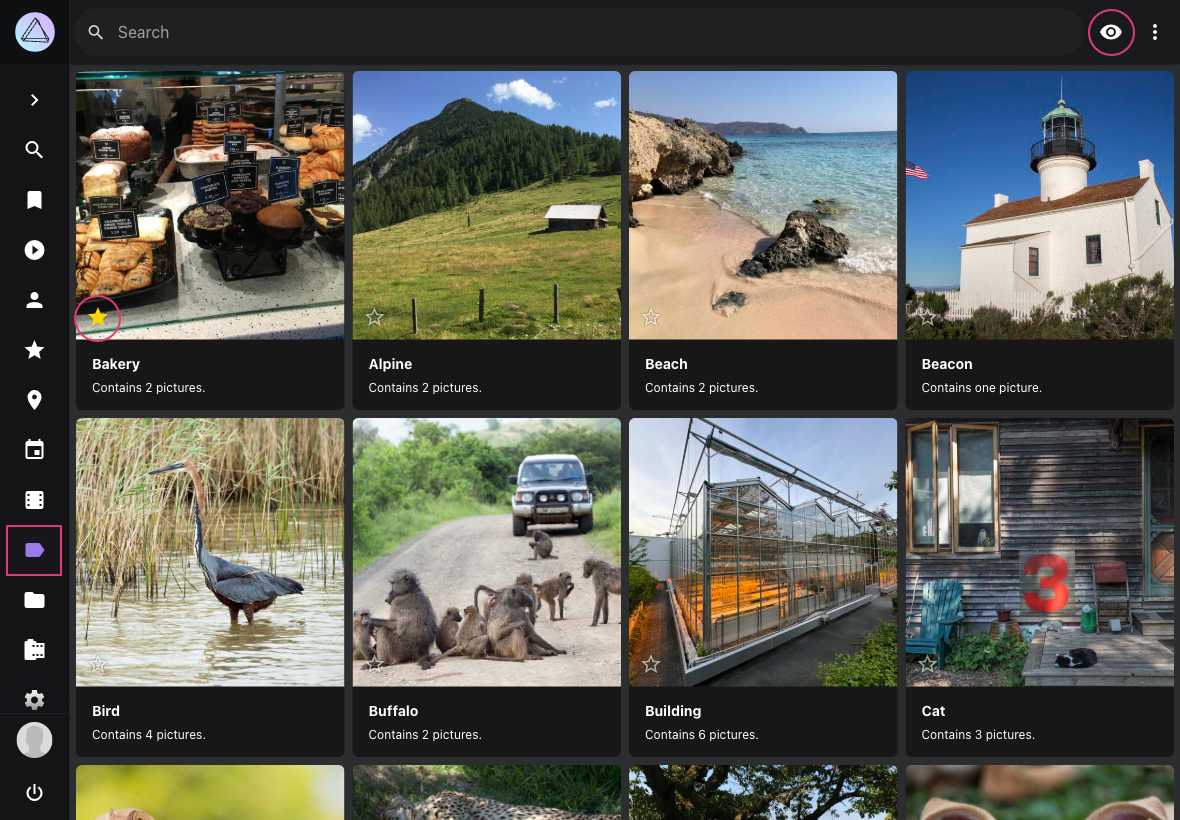 Search
Bakery
Contains 2 pictures.
Alpine
Contains 2 pictures.
Beach
Contains 2 pictures.
Beacon
Contains one picture.
3
Bird
Contains 4 pictures.
Buffalo
Contains 2 pictures.
Building
Contains 6 pictures.
Cat
Contains 3 pictures.